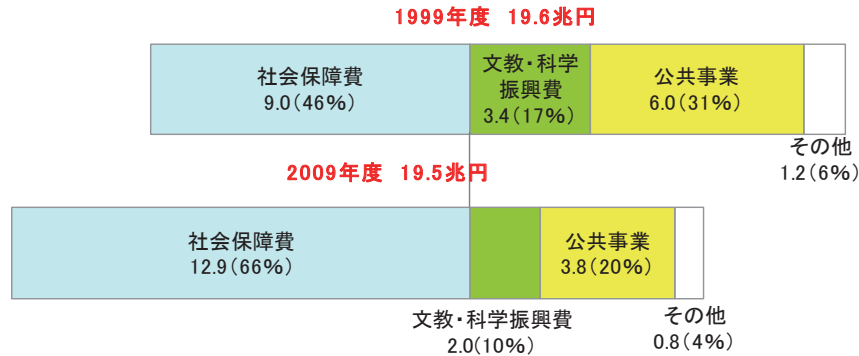 1999年度 19.6兆円
社会保障費
9.0(46%)
文教・科学
振興費
3.4(17%)
公共事業
6.0(31%)
その他
1.2(6%)
2009年度 19.5兆円
社会保障費
12.9(66%)
公共事業
3.8(20%)
文教・科学振興費
2.0(10%)
その他
0.8(4%)